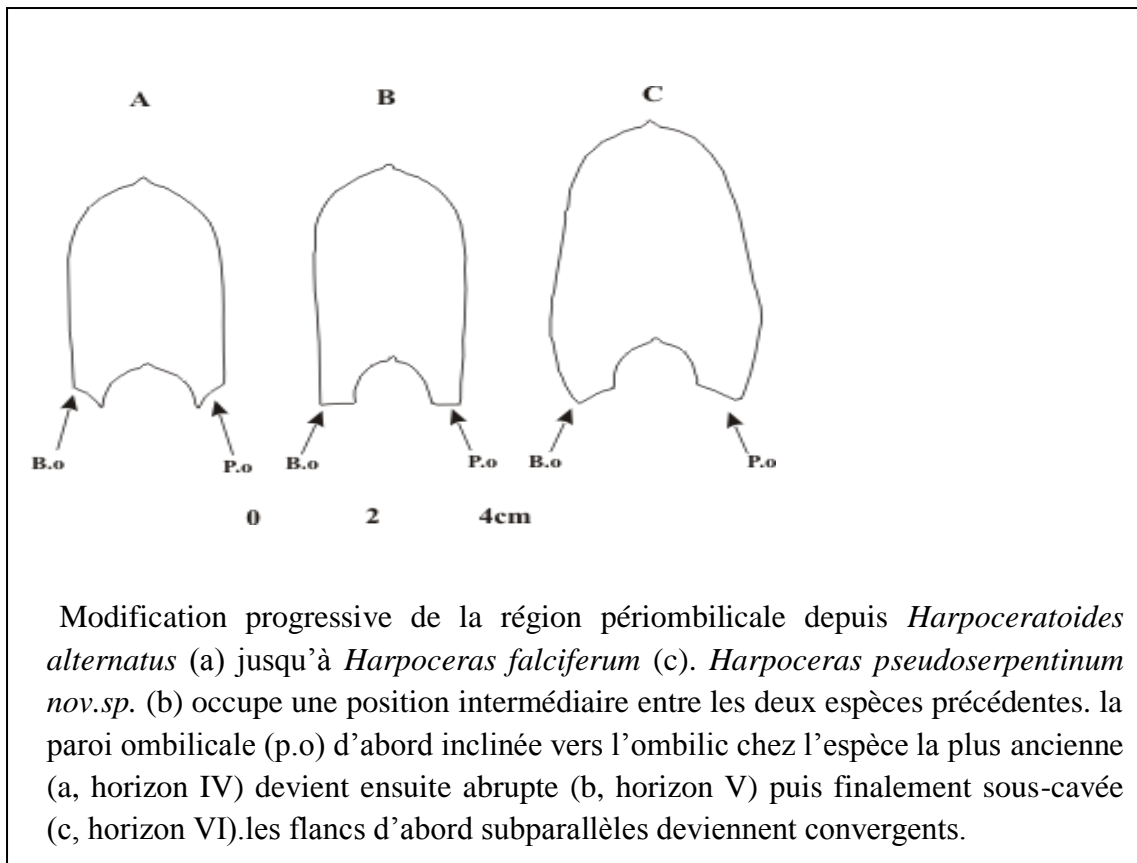 A B C
B.o P.o B.o P.o B.o P.o
0 2 4cm
Modification progressive de la région périombilicale depuis Harpoceratoides
alternatus (a) jusqu’à Harpoceras falciferum (c). Harpoceras pseudoserpentinum
nov.sp. (b) occupe une position intermédiaire entre les deux espèces précédentes. la
paroi ombilicale (p.o) d’abord inclinée vers l’ombilic chez l’espèce la plus ancienne
(a, horizon IV) devient ensuite abrupte (b, horizon V) puis finalement sous-cavée
(c, horizon VI).les flancs d’abord subparallèles deviennent convergents.